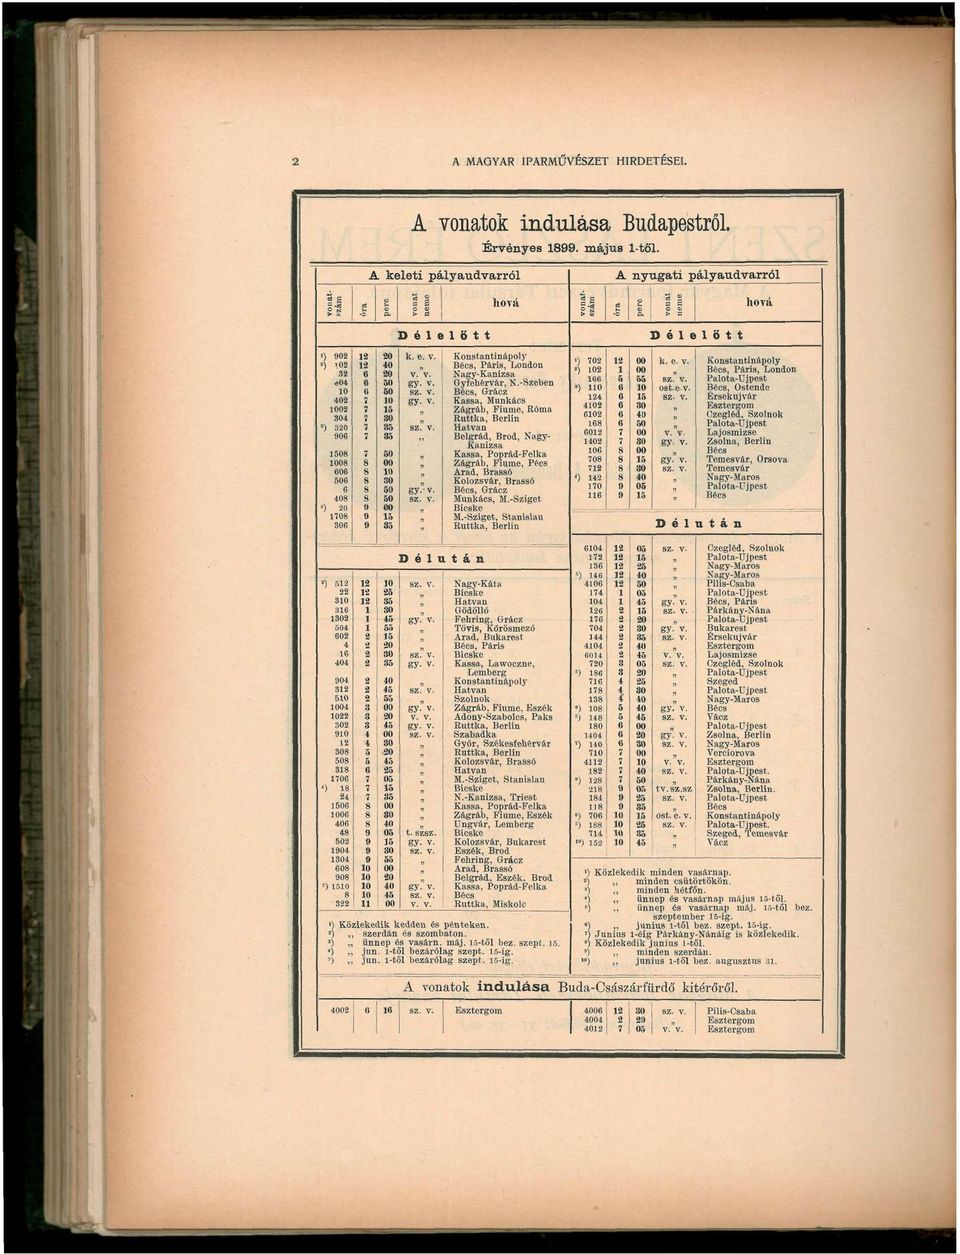 2 A MAGYAR IPARMŰVÉSZET HIRDETÉSEI.
A vonatok indulása Budapestről.
Érvényes 1899. május 1-től.
A keleti pályaudvarról
vonat-szám óra perc vonat neme hová
Délelőtt
¹) 902 12 20 k. e. v. Konstantinápoly
²) 102 12 40 „ Bécs, Páris, London
32 6 20 v. v. Nagy-Kanizsa
604 6 50 gy. v. Gyfehérvár, N.-Szeben
10 6 50 sz. v. Bécs, Grácz
402 7 10 gy. v. Kassa, Munkács
1002 7 15 „ Zágráb, Fiume, Róma
304 7 30 „ Ruttka, Berlin
³) 320 7 35 sz. v. Hatvan
906 7 35 „ Belgrád, Brod, Nagy-
Kanizsa
1508 7 50 „ Kassa, Poprád-Felka
1008 8 00 „ Zágráb, Fiume, Pécs
606 8 10 „ Arad, Brassó
506 8 30 „ Kolozsvár, Brassó
6 8 50 gy. v. Bécs, Grácz
408 8 50 sz. v. Munkács, M.-Sziget
³) 20 9 00 „ Bicske
1708 9 15 „ M.-Sziget, Stanislau
306 9 35 „ Ruttka, Berlin
Délután
³) 512 12 10 sz. v. Nagy-Káta
22 12 25 „ Bicske
310 12 35 „ Hatvan
316 1 30 „ Gödöllő
1302 1 45 gy. v. Fehring, Grácz
504 1 55 „ Tövis, Kőrösmező
602 2 15 „ Arad, Bukarest
4 2 20 „ Bécs, Páris
16 2 30 sz. v. Bicske
404 2 35 gy. v. Kassa, Lawoczne,
Lemberg
904 2 40 „ Konstantinápoly
312 2 45 sz. v. Hatvan
510 2 55 „ Szolnok
1004 3 00 gy. v. Zágráb, Fiume, Eszék
1022 3 20 v. v. Adony-Szabolcs, Paks
302 3 45 gy. v. Ruttka, Berlin
910 4 00 sz. v. Szabadka
12 4 30 „ Győr, Székesfehérvár
308 5 20 „ Ruttka, Berlin
508 5 45 „ Kolozsvár, Brassó
318 6 25 „ Hatvan
1706 7 05 „ M.-Sziget, Stanislau
⁴) 18 7 15 „ Bicske
24 7 35 „ N.-Kanizsa, Triest
1506 8 00 „ Kassa, Poprád-Felka
1006 8 30 „ Zágráb, Fiume, Eszék
406 8 40 „ Ungvár, Lemberg
48 9 05 t. szsz. Bicske
502 9 15 gy. v. Kolozsvár, Bukarest
1904 9 30 sz. v. Eszék, Brod
1304 9 55 „ Fehring, Grácz
608 10 00 „ Arad, Brassó
908 10 20 „ Belgrád, Eszék, Brod
⁵) 1510 10 40 gy. v. Kassa, Poprád-Felka
8 10 45 sz. v. Bécs
322 11 00 v. v. Ruttka, Miskolc
¹) Közlekedik kedden és pénteken.
²) „ szerdán és szombaton.
³) „ ünnep és vasárn. máj. 15-től bez. szept. 15.
⁴) „ jun. 1-től bezárólag szept. 15-ig.
⁵) „ jun. 1-től bezárólag szept. 15-ig.
A nyugati pályaudvarról
vonat-szám óra perc vonat neme hová
Délelőtt
¹) 702 12 00 k. e. v. Konstantinápoly
²) 102 1 00 „ Bécs, Páris, London
166 5 55 sz. v. Palota-Ujpest
³) 110 6 10 ost.e.v. Bécs, Ostende
124 6 15 sz. v. Érsekujvár
4102 6 30 „ Esztergom
6102 6 40 „ Czegléd, Szolnok
168 6 50 „ Palota-Ujpest
6012 7 00 v. v. Lajosmizse
1402 7 30 gy. v. Zsolna, Berlin
106 8 00 „ Bécs
708 8 15 gy. v. Temesvár, Orsova
712 8 30 sz. v. Temesvár
⁴) 142 8 40 „ Nagy-Maros
170 9 05 „ Palota-Ujpest
116 9 15 „ Bécs
Délután
6104 12 05 sz. v. Czegléd, Szolnok
172 12 15 „ Palota-Ujpest
136 12 25 „ Nagy-Maros
⁴) 146 12 40 „ Nagy-Maros
4106 12 50 „ Pilis-Csaba
174 1 05 „ Palota-Ujpest
104 1 45 gy. v. Bécs, Páris
126 2 15 sz. v. Párkány-Nána
176 2 20 „ Palota-Ujpest
704 2 30 gy. v. Bukarest
144 2 35 sz. v. Érsekujvár
4104 2 40 „ Esztergom
6014 2 45 v. v. Lajosmizse
720 3 05 sz. v. Czegléd, Szolnok
⁵) 186 3 20 „ Palota-Ujpest
716 4 25 „ Szeged
178 4 30 „ Palota-Ujpest
138 4 40 „ Nagy-Maros
⁶) 108 5 40 gy. v. Bécs
⁵) 148 5 45 sz. v. Vácz
180 6 00 „ Palota-Ujpest
1404 6 20 gy. v. Zsolna, Berlin
⁷) 140 6 30 sz. v. Nagy-Maros
710 7 00 „ Verciorova
4112 7 10 v. v. Esztergom
182 7 40 sz. v. Palota-Ujpest.
⁸) 128 7 50 „ Párkány-Nána
218 9 05 tv.sz.sz Zsolna, Berlin.
184 9 25 sz. v. Palota-Ujpest
118 9 35 „ Bécs
⁹) 706 10 15 ost. e. v. Konstantinápoly
⁵) 188 10 25 sz. v. Palota-Ujpest
714 10 35 „ Szeged, Temesvár
¹⁰) 152 10 45 „ Vácz
¹) Közlekedik minden vasárnap.
²) „ minden csütörtökön.
³) „ minden hétfőn.
⁴) „ ünnep és vasárnap május 15-től.
⁵) „ ünnep és vasárnap máj. 15-től bez.
szeptember 15-ig.
⁶) „ junius 1-től bez. szept. 15-ig.
⁷) Junius 1-éig Párkány-Nánáig is közlekedik.
⁸) Közlekedik junius 1-től.
⁹) „ minden szerdán.
¹⁰) „ junius 1-től bez. augusztus 31.
A vonatok indulása Buda-Császárfürdő kitérőről.
4002 6 16 sz. v. Esztergom
4006 12 30 sz. v. Pilis-Csaba
4004 2 29 „ Esztergom
4012 7 05 v. v. Esztergom